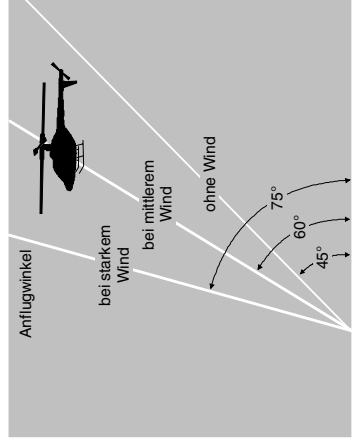 Anflugwinkel
bei starkem
Wind
bei mittlerem
Wind
ohne Wind
75°
60°
45°